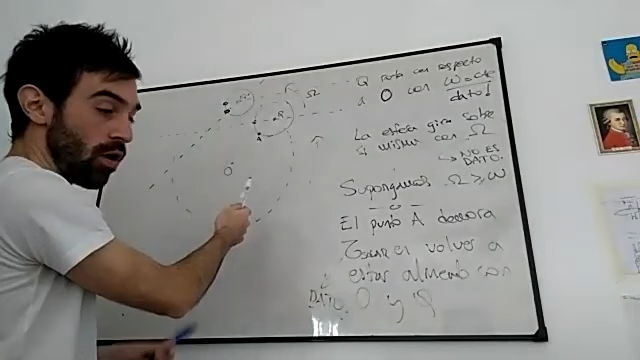 Q rota con respecto
a O con ω=cte
dato!
La esfera gira sobre
sí misma con Ω
↳ NO ES
DATO.
Supongamos Ω ≥ ω
El punto A demora
en volver a
estar alineado con
DATO. O y Q
Ω
O
A